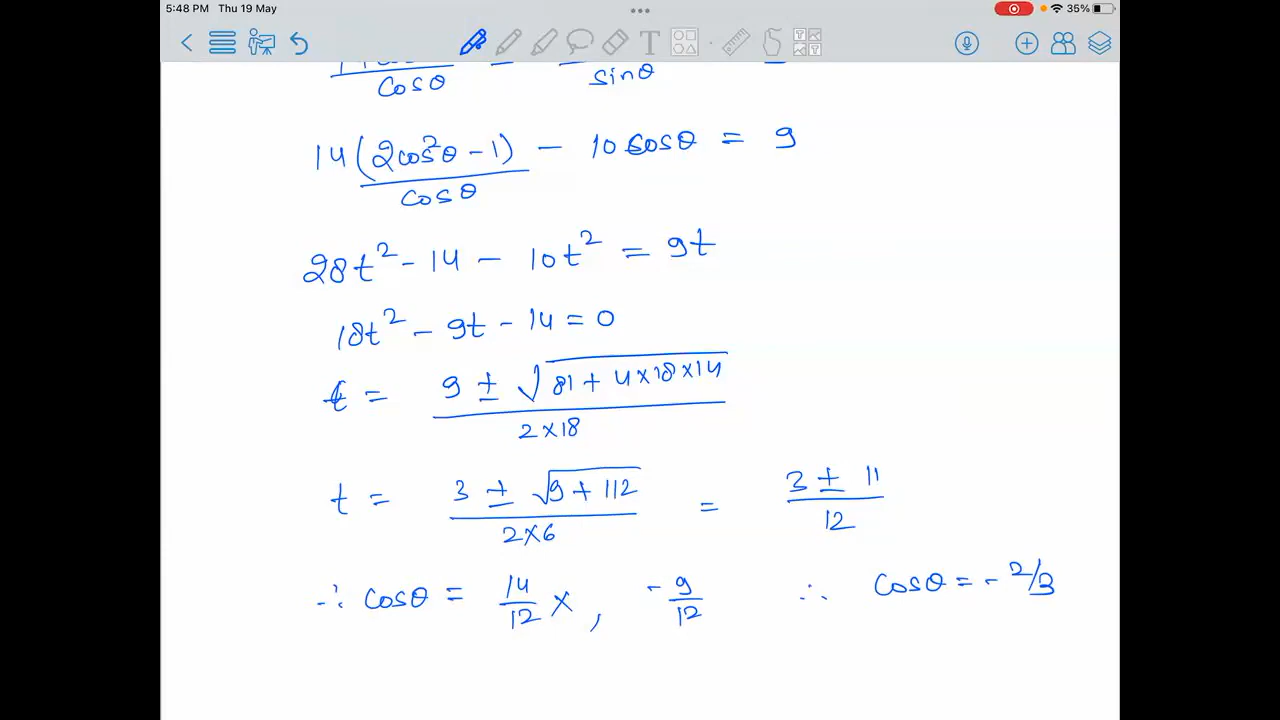 5:48 PM Thu 19 May 35%
cosθ sinθ
14(2cos²θ - 1) - 10cosθ = 9
cosθ
28t² - 14 - 10t² = 9t
18t² - 9t - 14 = 0
t = 9 ± √81 + 4×18×14
2×18
t = 3 ± √9 + 112 = 3 ± 11
2×6 12
∴ cosθ = 14/12 ×, -9/12 ∴ cosθ = -2/3